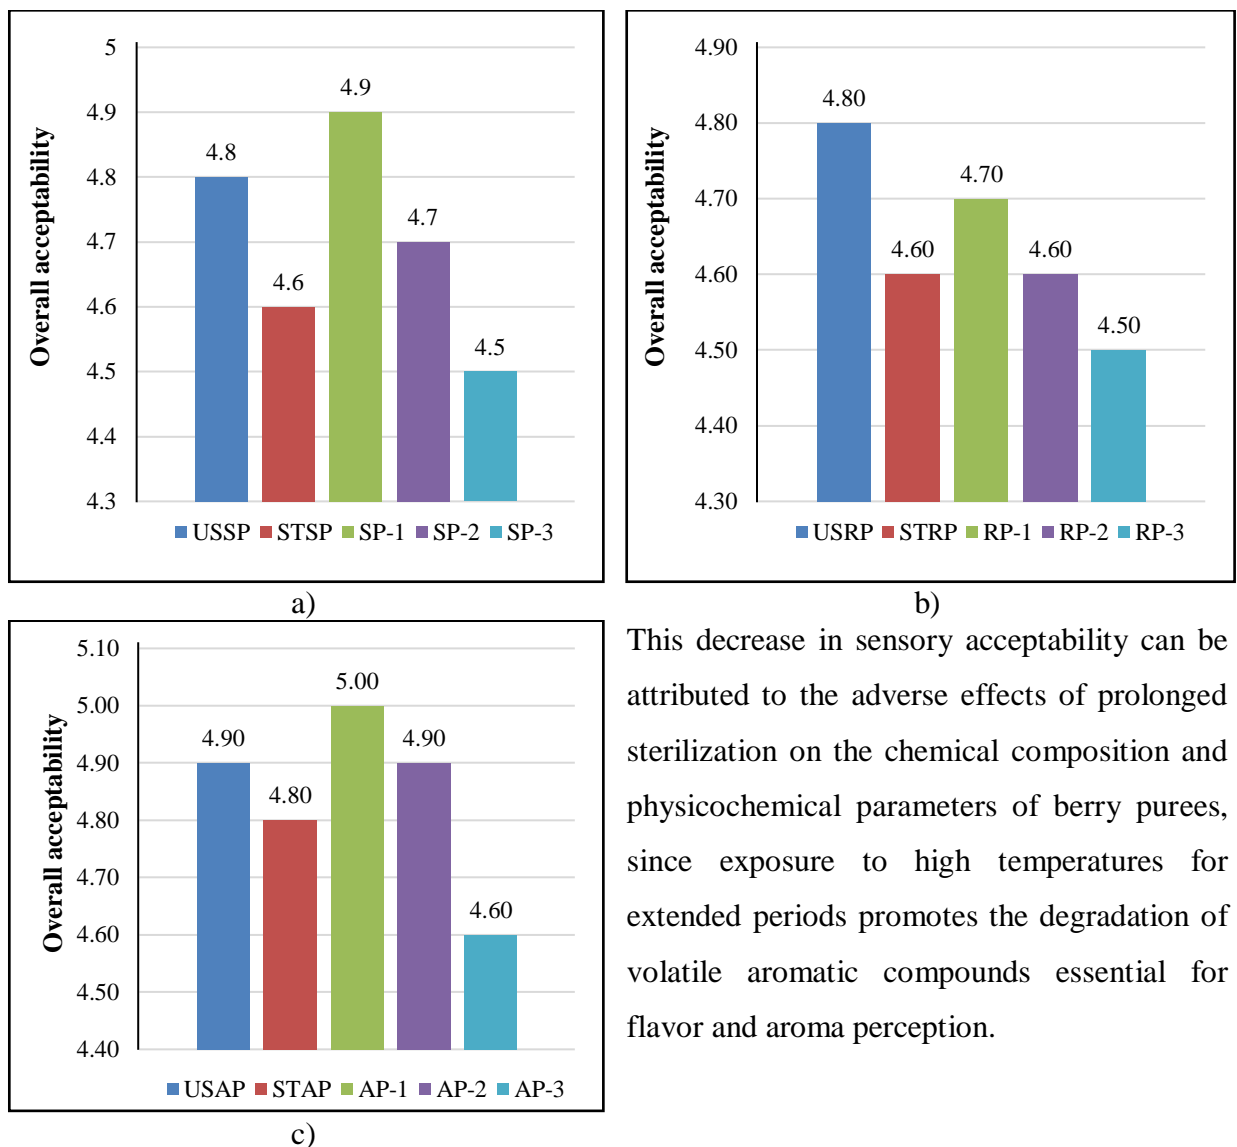 5
4.9
4.8
4.7
4.6
4.5
4.4
4.3
Overall acceptability
4.8
4.6
4.9
4.7
4.5
USSP STSP SP-1 SP-2 SP-3
a)
4.90
4.80
4.70
4.60
4.50
4.40
4.30
Overall acceptability
4.80
4.60
4.70
4.60
4.50
USRP STRP RP-1 RP-2 RP-3
b)
5.10
5.00
4.90
4.80
4.70
4.60
4.50
4.40
Overall acceptability
4.90
4.80
5.00
4.90
4.60
USAP STAP AP-1 AP-2 AP-3
c)
This decrease in sensory acceptability can be
attributed to the adverse effects of prolonged
sterilization on the chemical composition and
physicochemical parameters of berry purees,
since exposure to high temperatures for
extended periods promotes the degradation of
volatile aromatic compounds essential for
flavor and aroma perception.